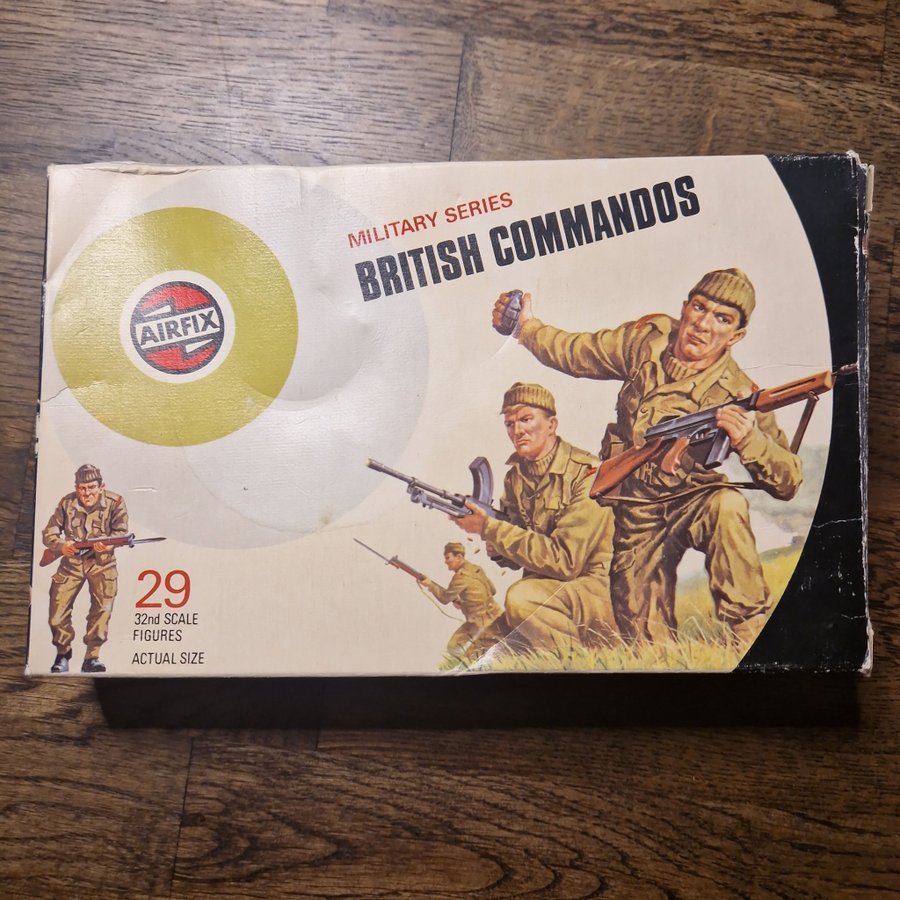 MILITARY SERIES
BRITISH COMMANDOS
AIRFIX
29
32nd SCALE
FIGURES
ACTUAL SIZE